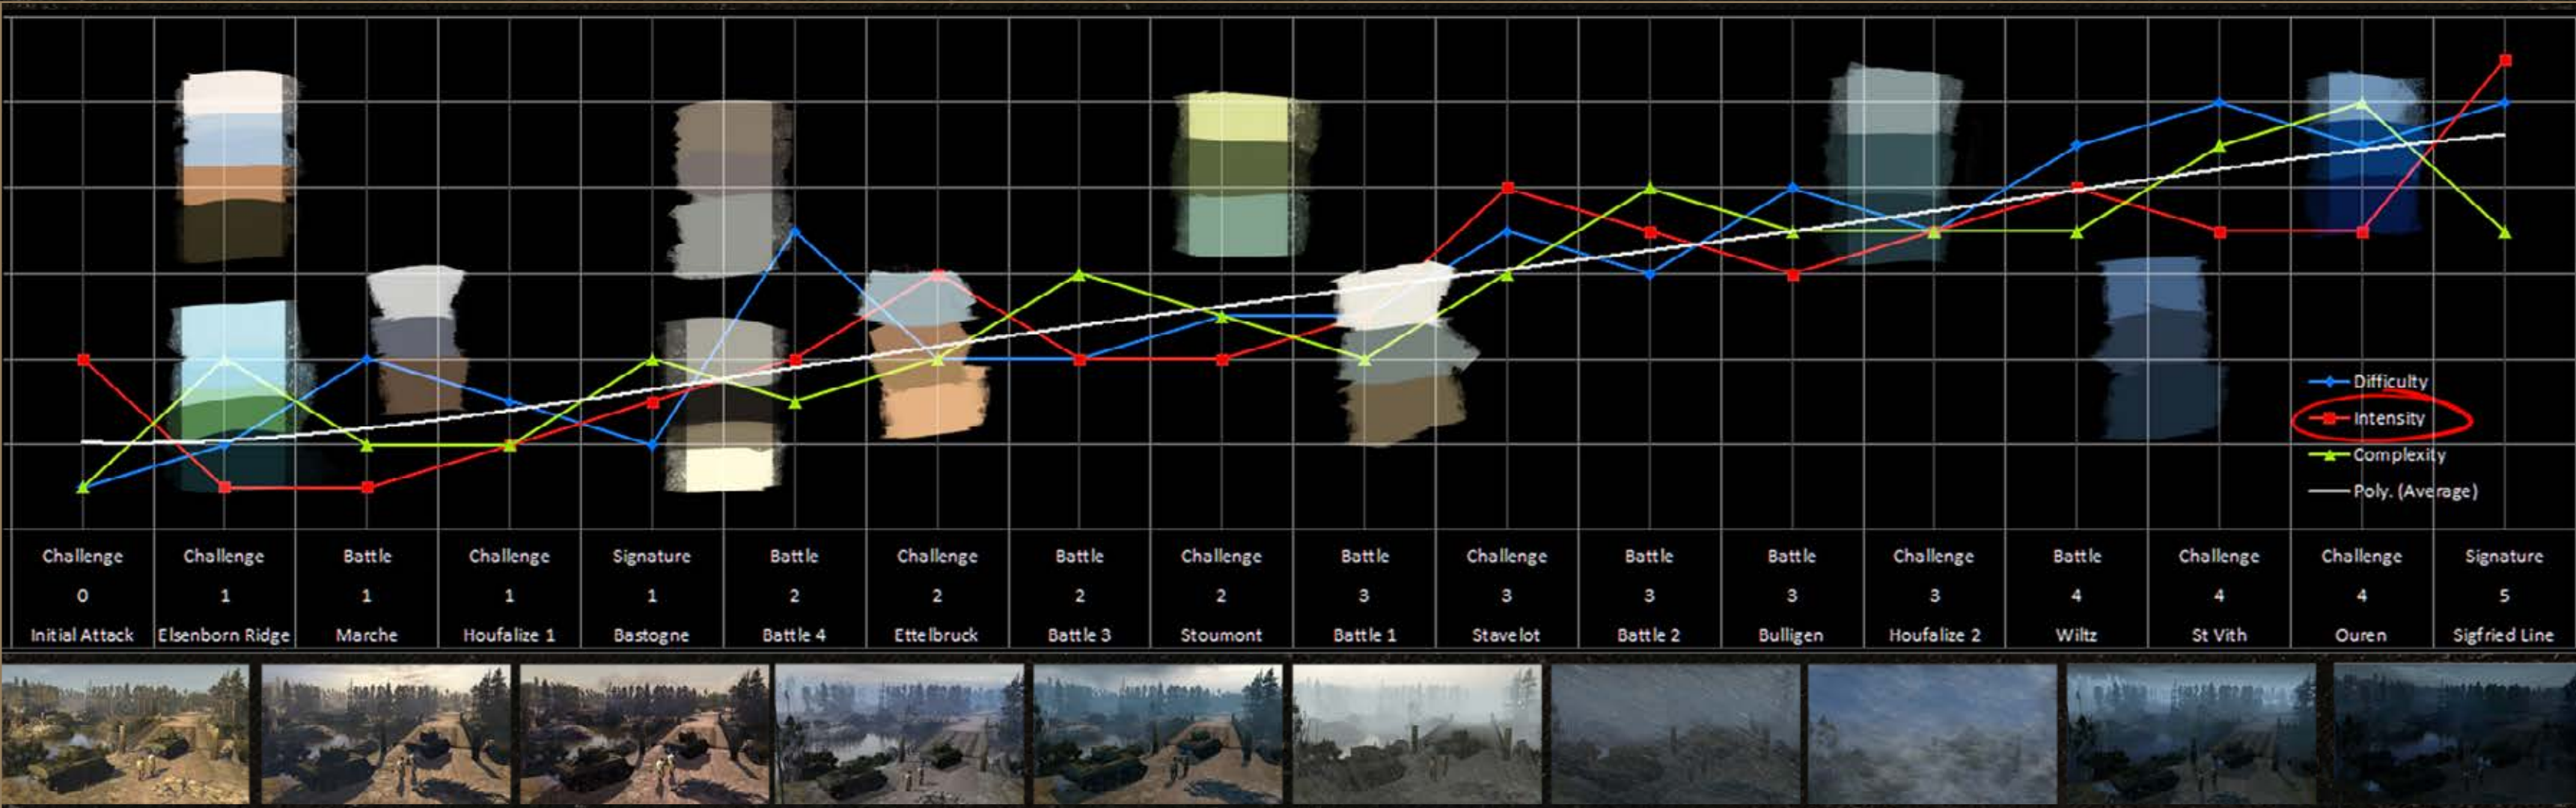 Difficulty
Intensity
Complexity
Poly. (Average)
Challenge Challenge Battle Challenge Signature Battle Challenge Battle Challenge Battle Challenge Battle Battle Challenge Battle Challenge Challenge Signature
0 1 1 1 1 2 2 2 2 3 3 3 3 3 4 4 4 5
Initial Attack Elsenborn Ridge Marche Houfalize 1 Bastogne Battle 4 Ettelbruck Battle 3 Stoumont Battle 1 Stavelot Battle 2 Bulligen Houfalize 2 Wiltz St Vith Ouren Sigfried Line